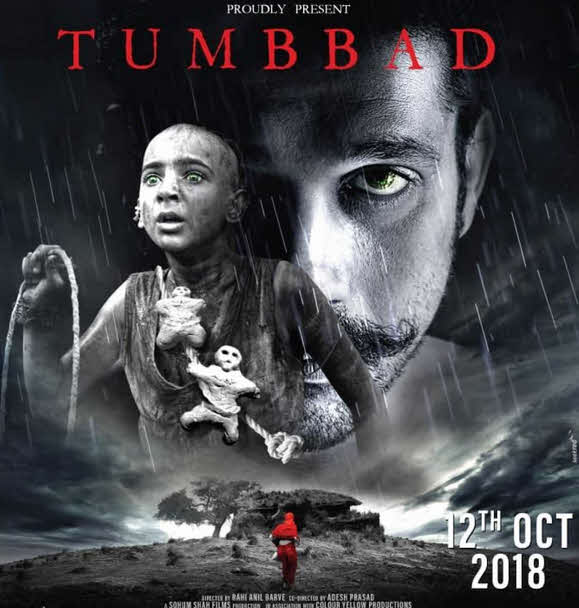 PROUDLY PRESENT
TUMBBAD
12TH OCT
2018
DIRECTED BY RAHI ANIL BARVE CO-DIRECTED BY ADESH PRASAD
A SOHUM SHAH FILMS PRODUCTION IN ASSOCIATION WITH COLOUR YELLOW PRODUCTIONS